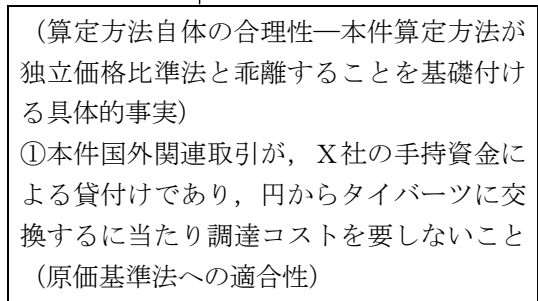 （算定方法自体の合理性―本件算定方法が
独立価格比準法と乖離することを基礎付け
る具体的事実）
①本件国外関連取引が，Ｘ社の手持資金に
よる貸付けであり，円からタイバーツに交
換するに当たり調達コストを要しないこと
（原価基準法への適合性）